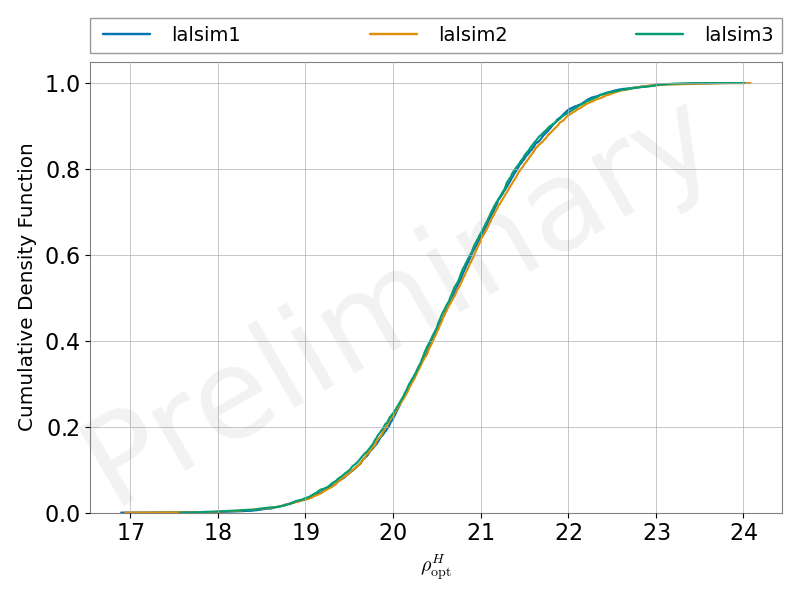 lalsim1 lalsim2 lalsim3
1.0
0.8
0.6
0.4
0.2
0.0
Cumulative Density Function
Preliminary
17 18 19 20 21 22 23 24
ρ_opt^H